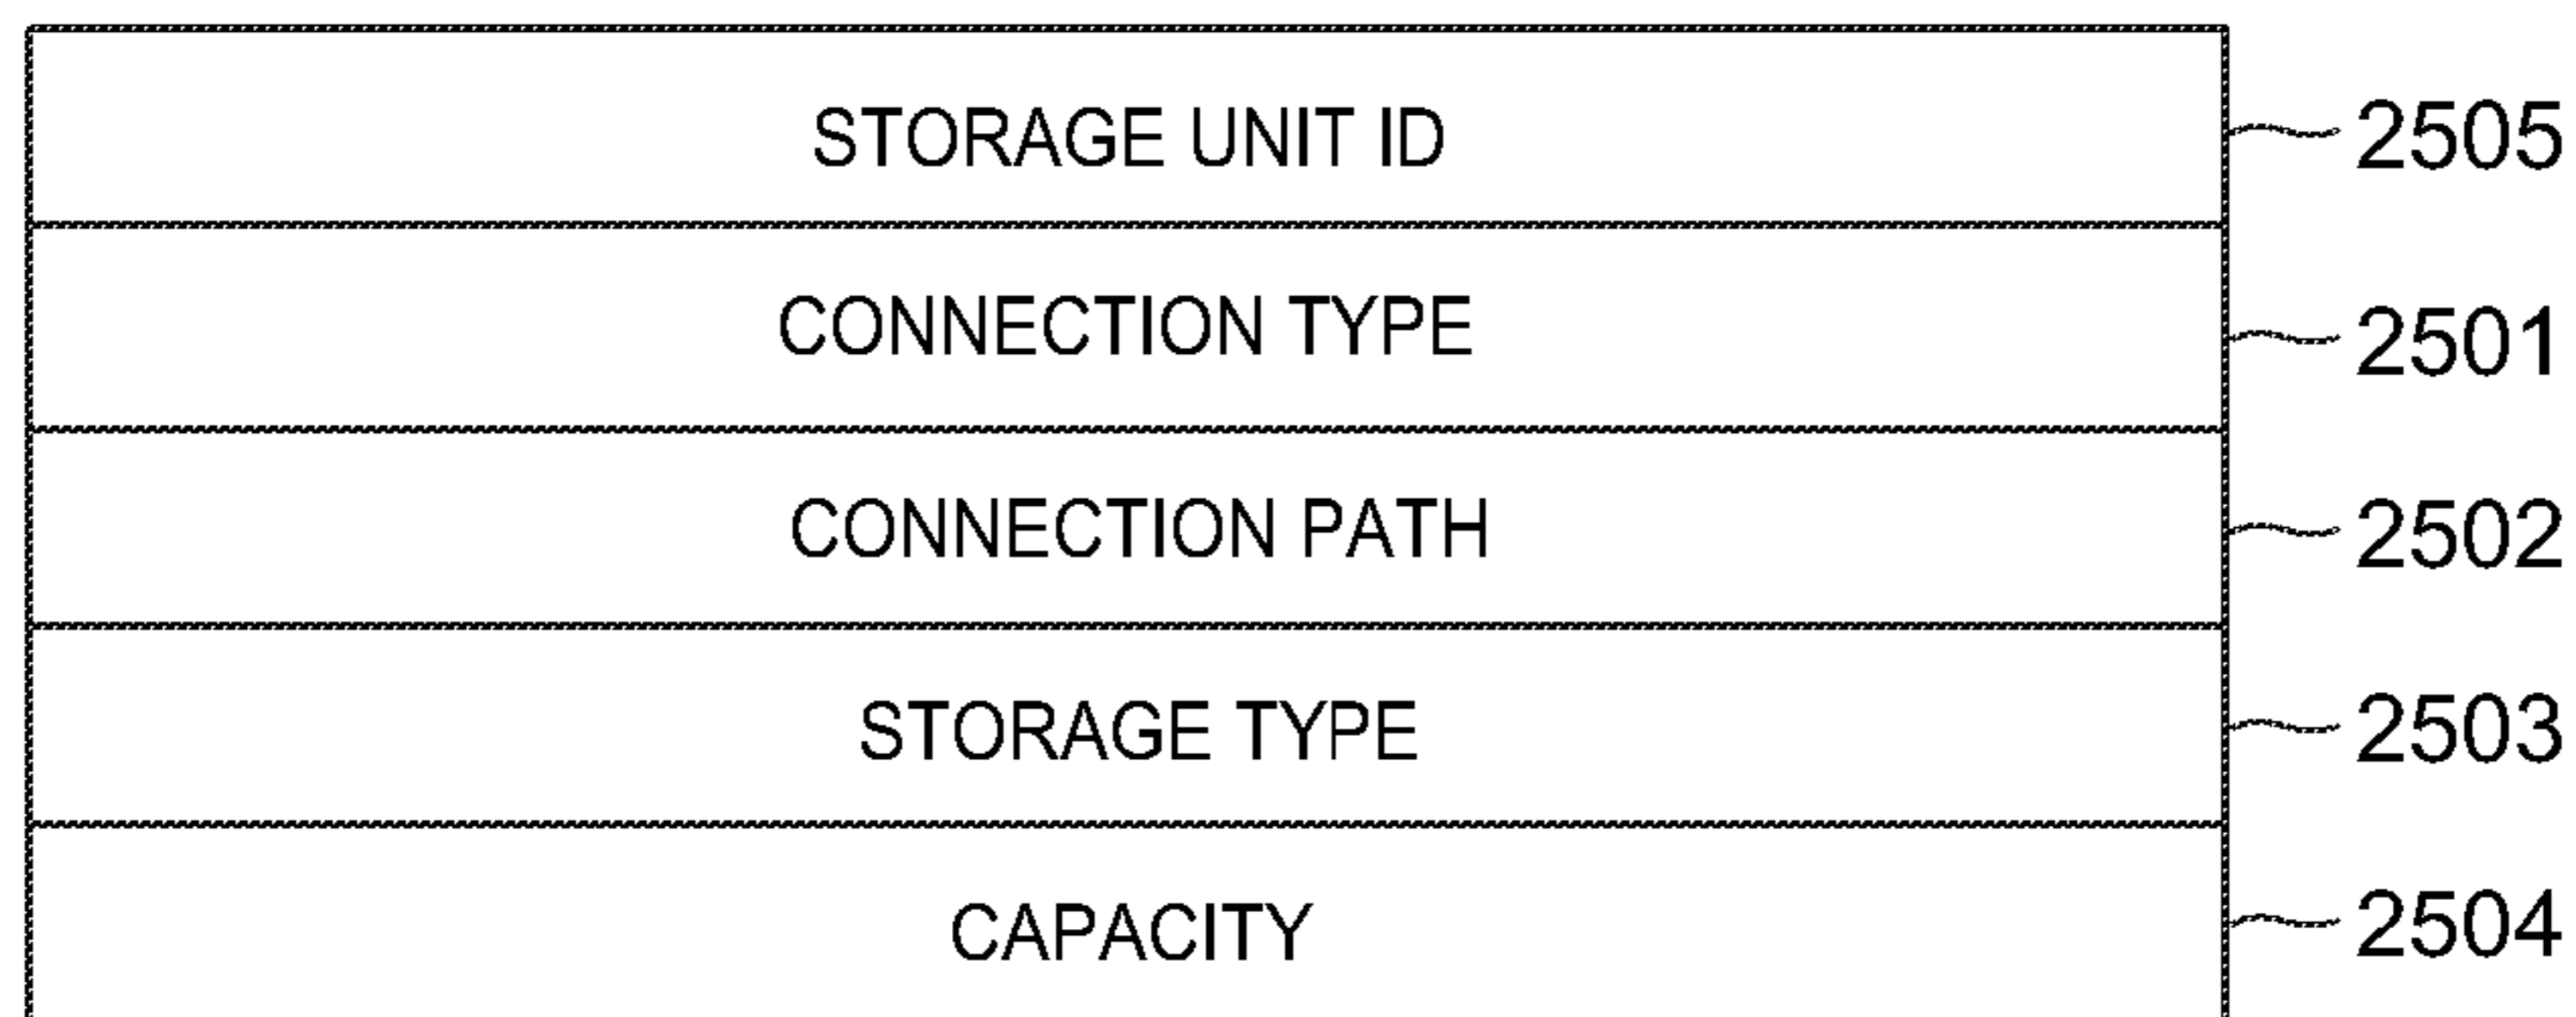 STORAGE UNIT ID 2505
CONNECTION TYPE 2501
CONNECTION PATH 2502
STORAGE TYPE 2503
CAPACITY 2504